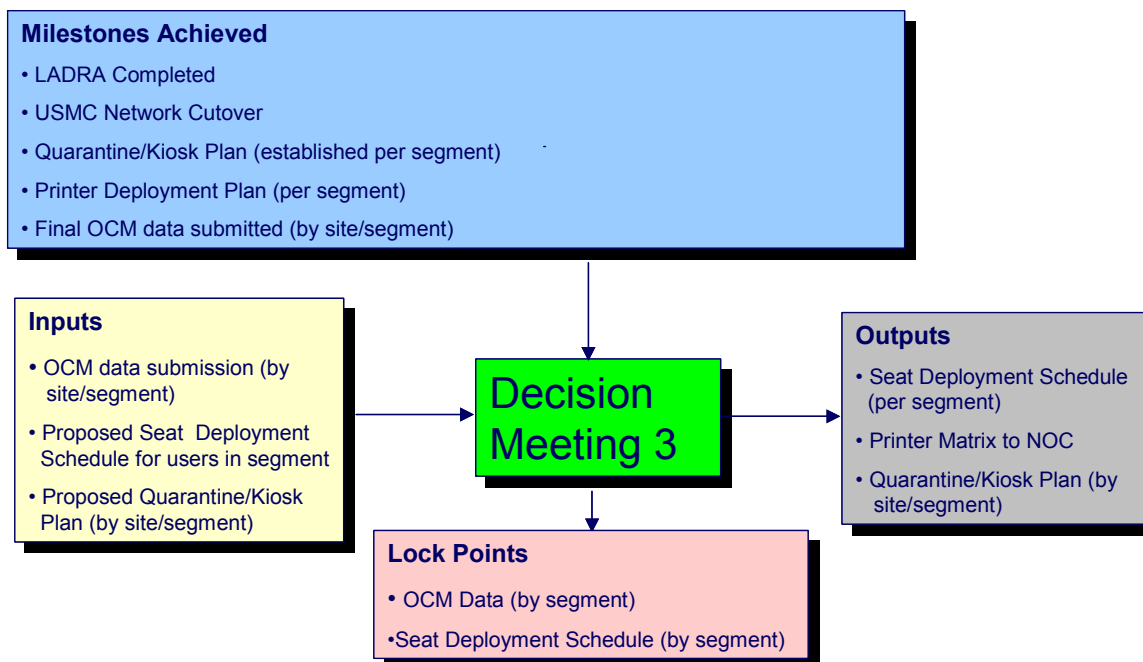 Milestones Achieved
• LADRA Completed
• USMC Network Cutover
• Quarantine/Kiosk Plan (established per segment)
• Printer Deployment Plan (per segment)
• Final OCM data submitted (by site/segment)
Inputs
• OCM data submission (by
site/segment)
• Proposed Seat Deployment
Schedule for users in segment
• Proposed Quarantine/Kiosk
Plan (by site/segment)
Decision
Meeting 3
Outputs
• Seat Deployment Schedule
(per segment)
• Printer Matrix to NOC
• Quarantine/Kiosk Plan (by
site/segment)
Lock Points
• OCM Data (by segment)
•Seat Deployment Schedule (by segment)